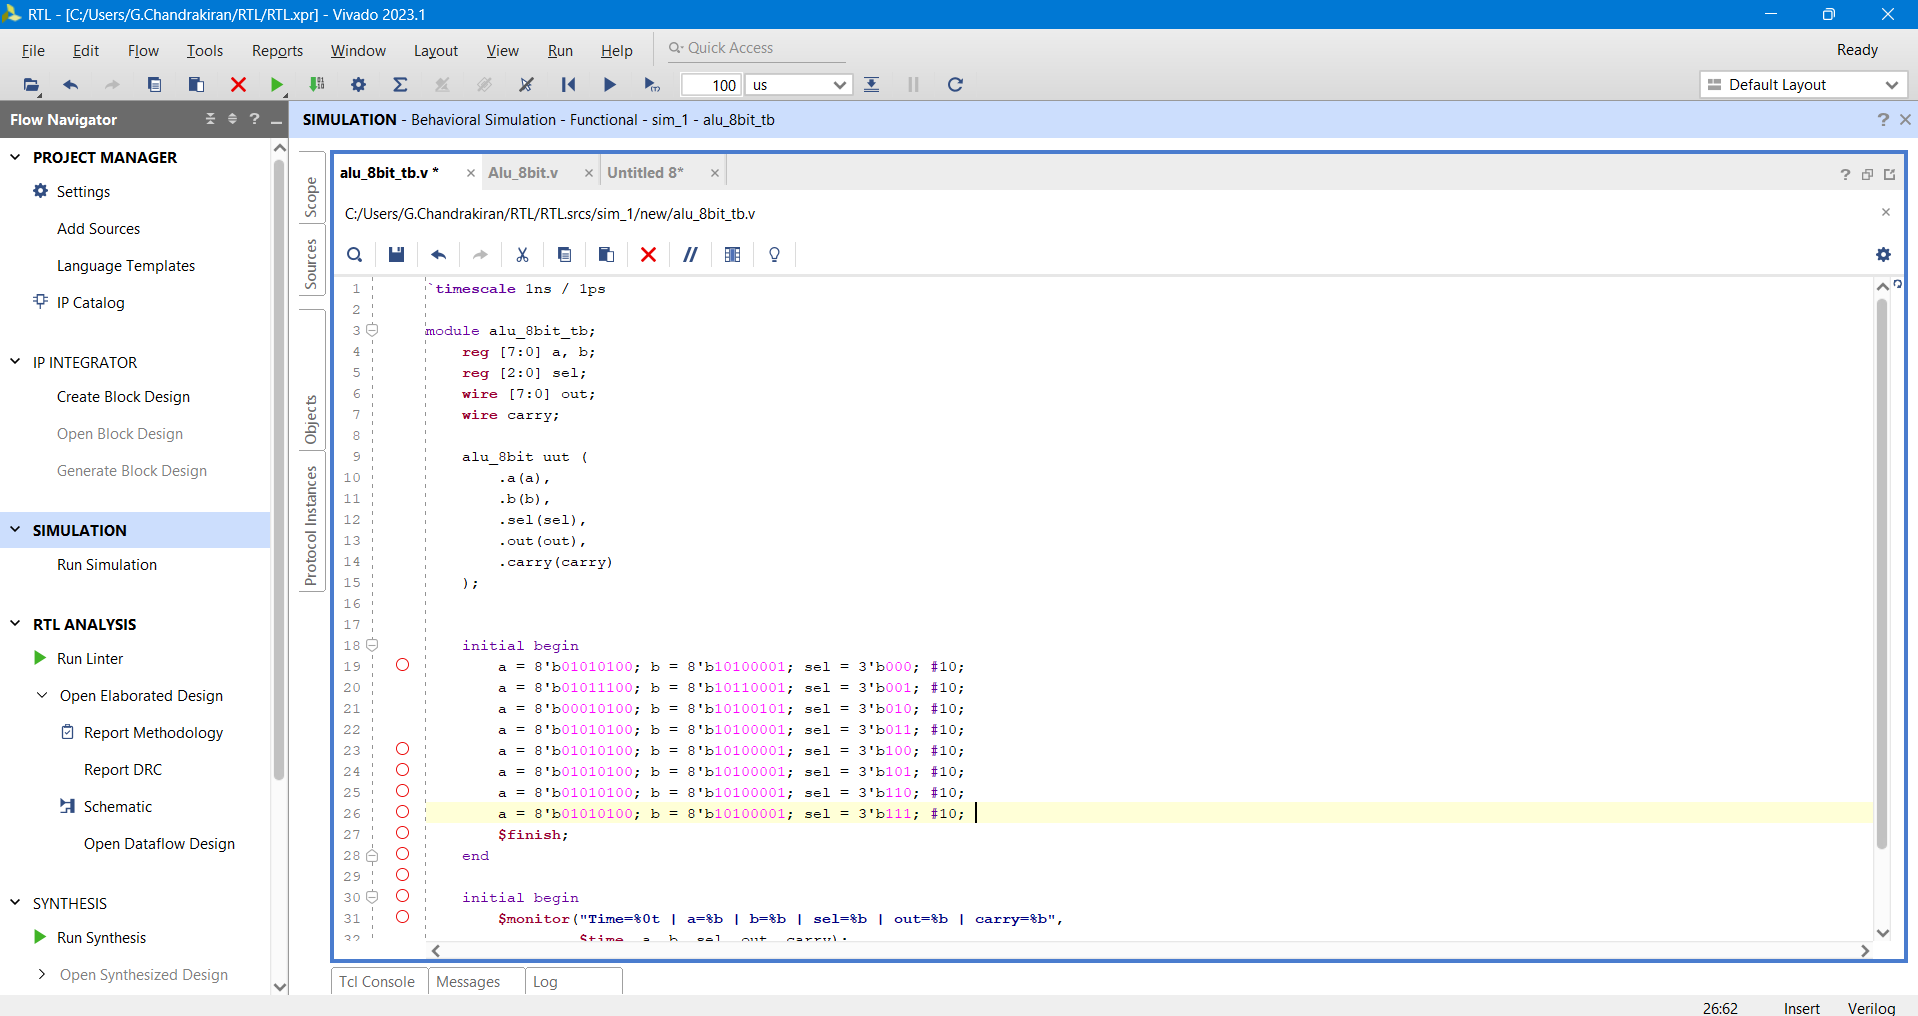 RTL - [C:/Users/G.Chandrakiran/RTL/RTL.xpr] - Vivado 2023.1
File Edit Flow Tools Reports Window Layout View Run Help Quick Access Ready
100 us Default Layout
Flow Navigator ?
SIMULATION - Behavioral Simulation - Functional - sim_1 - alu_8bit_tb ?
PROJECT MANAGER
Settings
Add Sources
Language Templates
IP Catalog
IP INTEGRATOR
Create Block Design
Open Block Design
Generate Block Design
SIMULATION
Run Simulation
RTL ANALYSIS
Run Linter
Open Elaborated Design
Report Methodology
Report DRC
Schematic
Open Dataflow Design
SYNTHESIS
Run Synthesis
Open Synthesized Design
Scope
Sources
Objects
Protocol Instances
alu_8bit_tb.v * Alu_8bit.v Untitled 8* ?
C:/Users/G.Chandrakiran/RTL/RTL.srcs/sim_1/new/alu_8bit_tb.v
1 `timescale 1ns / 1ps
2
3 module alu_8bit_tb;
4 reg [7:0] a, b;
5 reg [2:0] sel;
6 wire [7:0] out;
7 wire carry;
8
9 alu_8bit uut (
10 .a(a),
11 .b(b),
12 .sel(sel),
13 .out(out),
14 .carry(carry)
15 );
16
17
18 initial begin
19 a = 8'b01010100; b = 8'b10100001; sel = 3'b000; #10;
20 a = 8'b01011100; b = 8'b10110001; sel = 3'b001; #10;
21 a = 8'b00010100; b = 8'b10100101; sel = 3'b010; #10;
22 a = 8'b01010100; b = 8'b10100001; sel = 3'b011; #10;
23 a = 8'b01010100; b = 8'b10100001; sel = 3'b100; #10;
24 a = 8'b01010100; b = 8'b10100001; sel = 3'b101; #10;
25 a = 8'b01010100; b = 8'b10100001; sel = 3'b110; #10;
26 a = 8'b01010100; b = 8'b10100001; sel = 3'b111; #10;
27 $finish;
28 end
29
30 initial begin
31 $monitor("Time=%0t | a=%b | b=%b | sel=%b | out=%b | carry=%b",
32 $time, a, b, sel, out, carry);
Tcl Console Messages Log
26:62 Insert Verilog